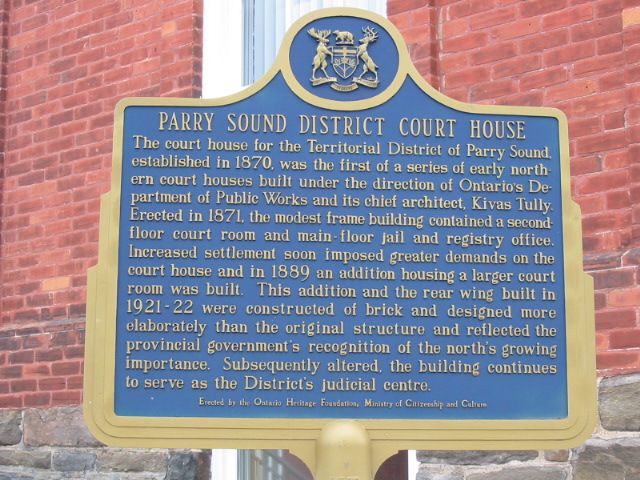 PARRY SOUND DISTRICT COURT HOUSE
The court house for the Territorial District of Parry Sound,
established in 1870, was the first of a series of early north-
ern court houses built under the direction of Ontario's De-
partment of Public Works and its chief architect, Kivas Tully.
Erected in 1871, the modest frame building contained a second-
floor court room and main-floor jail and registry office.
Increased settlement soon imposed greater demands on the
court house and in 1889 an addition housing a larger court
room was built. This addition and the rear wing built in
1921-22 were constructed of brick and designed more
elaborately than the original structure and reflected the
provincial government's recognition of the north's growing
importance. Subsequently altered, the building continues
to serve as the District's judicial centre.
Erected by the Ontario Heritage Foundation, Ministry of Citizenship and Culture